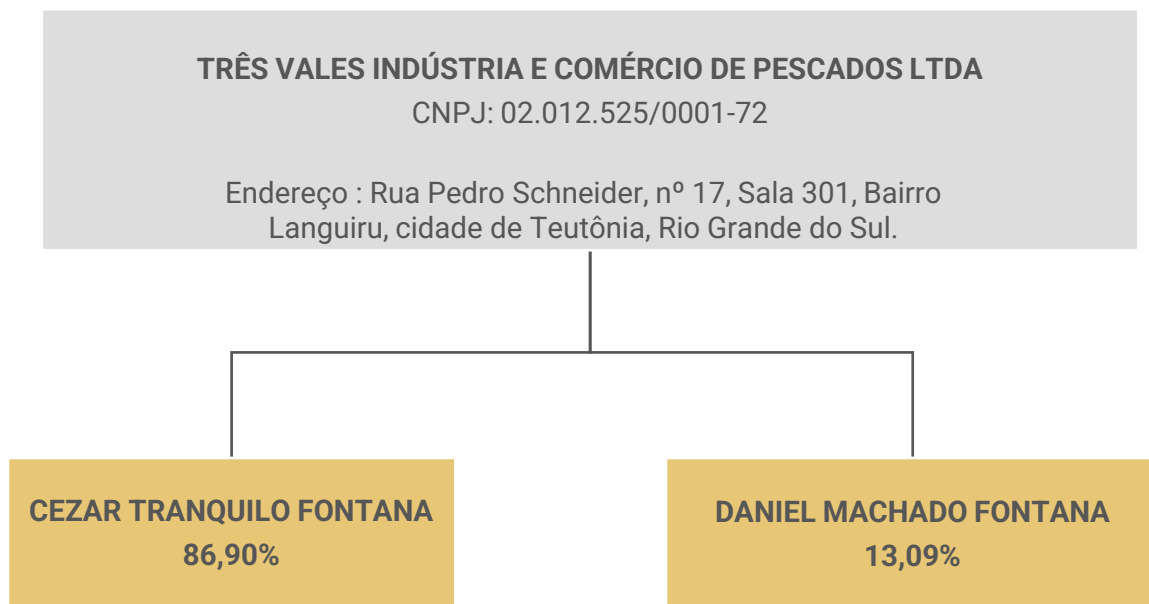 TRÊS VALES INDÚSTRIA E COMÉRCIO DE PESCADOS LTDA
CNPJ: 02.012.525/0001-72
Endereço : Rua Pedro Schneider, nº 17, Sala 301, Bairro
Languiru, cidade de Teutônia, Rio Grande do Sul.
CEZAR TRANQUILO FONTANA
86,90%
DANIEL MACHADO FONTANA
13,09%